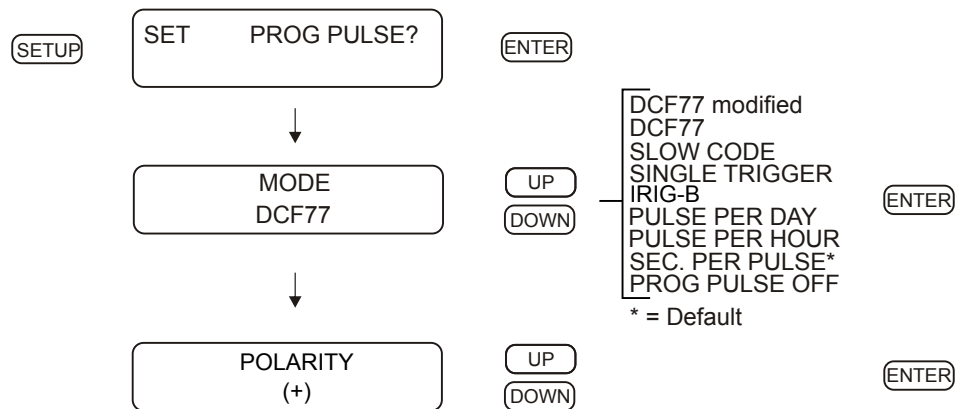 SETUP
SET PROG PULSE?
ENTER
MODE
DCF77
UP
DOWN
DCF77 modified
DCF77
SLOW CODE
SINGLE TRIGGER
IRIG-B
PULSE PER DAY
PULSE PER HOUR
SEC. PER PULSE*
PROG PULSE OFF
* = Default
ENTER
POLARITY
(+)
UP
DOWN
ENTER